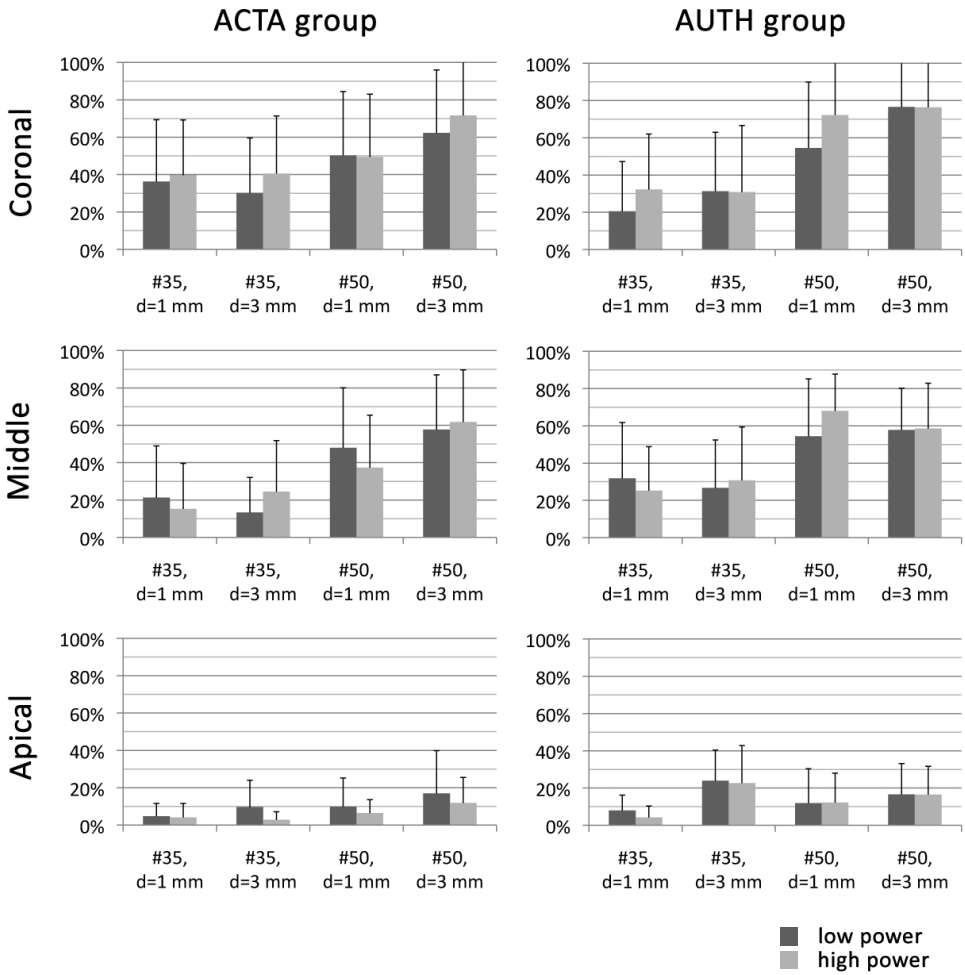 ACTA group
AUTH group
Coronal
100%
80%
60%
40%
20%
0%
#35,
d=1 mm
#35,
d=3 mm
#50,
d=1 mm
#50,
d=3 mm
100%
80%
60%
40%
20%
0%
#35,
d=1 mm
#35,
d=3 mm
#50,
d=1 mm
#50,
d=3 mm
Middle
100%
80%
60%
40%
20%
0%
#35,
d=1 mm
#35,
d=3 mm
#50,
d=1 mm
#50,
d=3 mm
100%
80%
60%
40%
20%
0%
#35,
d=1 mm
#35,
d=3 mm
#50,
d=1 mm
#50,
d=3 mm
Apical
100%
80%
60%
40%
20%
0%
#35,
d=1 mm
#35,
d=3 mm
#50,
d=1 mm
#50,
d=3 mm
100%
80%
60%
40%
20%
0%
#35,
d=1 mm
#35,
d=3 mm
#50,
d=1 mm
#50,
d=3 mm
low power
high power